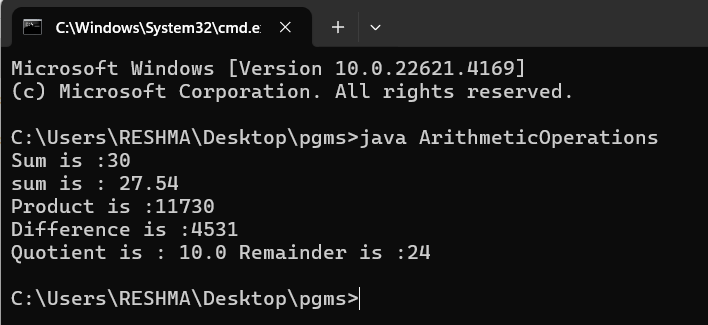 C:\Windows\System32\cmd.e
Microsoft Windows [Version 10.0.22621.4169]
(c) Microsoft Corporation. All rights reserved.
C:\Users\RESHMA\Desktop\pgms>java ArithmeticOperations
Sum is :30
sum is : 27.54
Product is :11730
Difference is :4531
Quotient is : 10.0 Remainder is :24
C:\Users\RESHMA\Desktop\pgms>